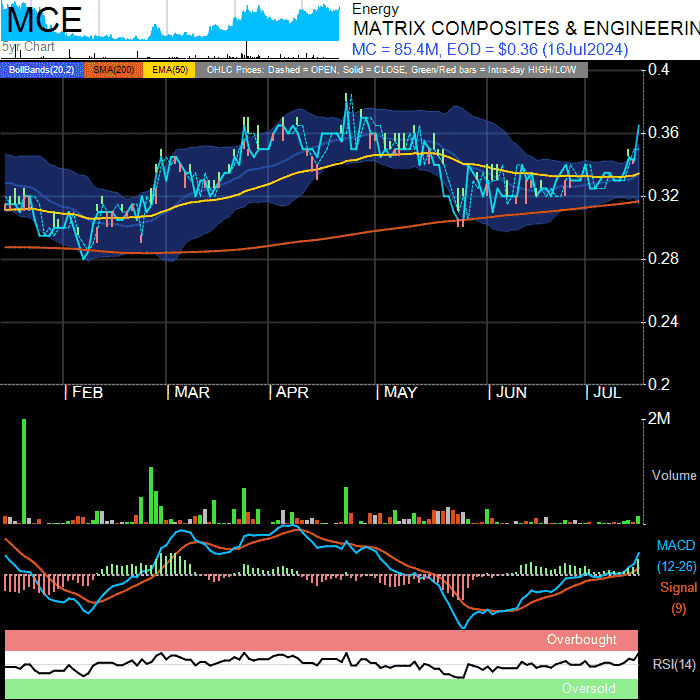 MCE
5yr Chart
Energy
MATRIX COMPOSITES & ENGINEERIN
MC = 85.4M, EOD = $0.36 (16Jul2024)
BollBands(20,2) SMA(200) EMA(50) OHLC Prices: Dashed = OPEN, Solid = CLOSE, Green/Red bars = Intra-day HIGH/LOW
0.4
0.36
0.32
0.28
0.24
0.2
| FEB | MAR | APR | MAY | JUN | JUL
2M
Volume
MACD
(12-26)
Signal
(9)
Overbought
RSI(14)
Oversold